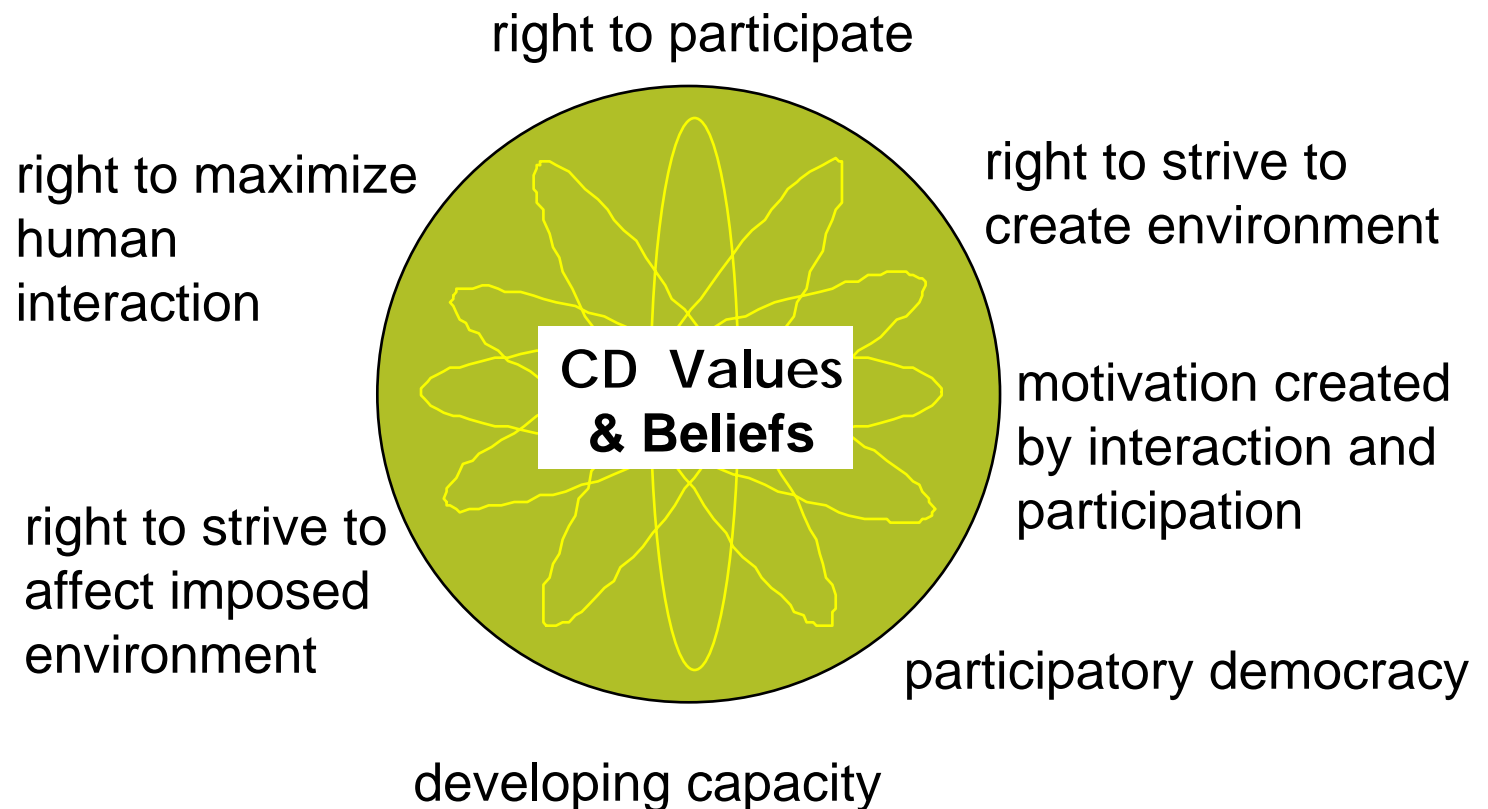 right to participate
right to maximize
human
interaction
right to strive to
create environment
CD Values
& Beliefs
motivation created
by interaction and
participation
right to strive to
affect imposed
environment
participatory democracy
developing capacity